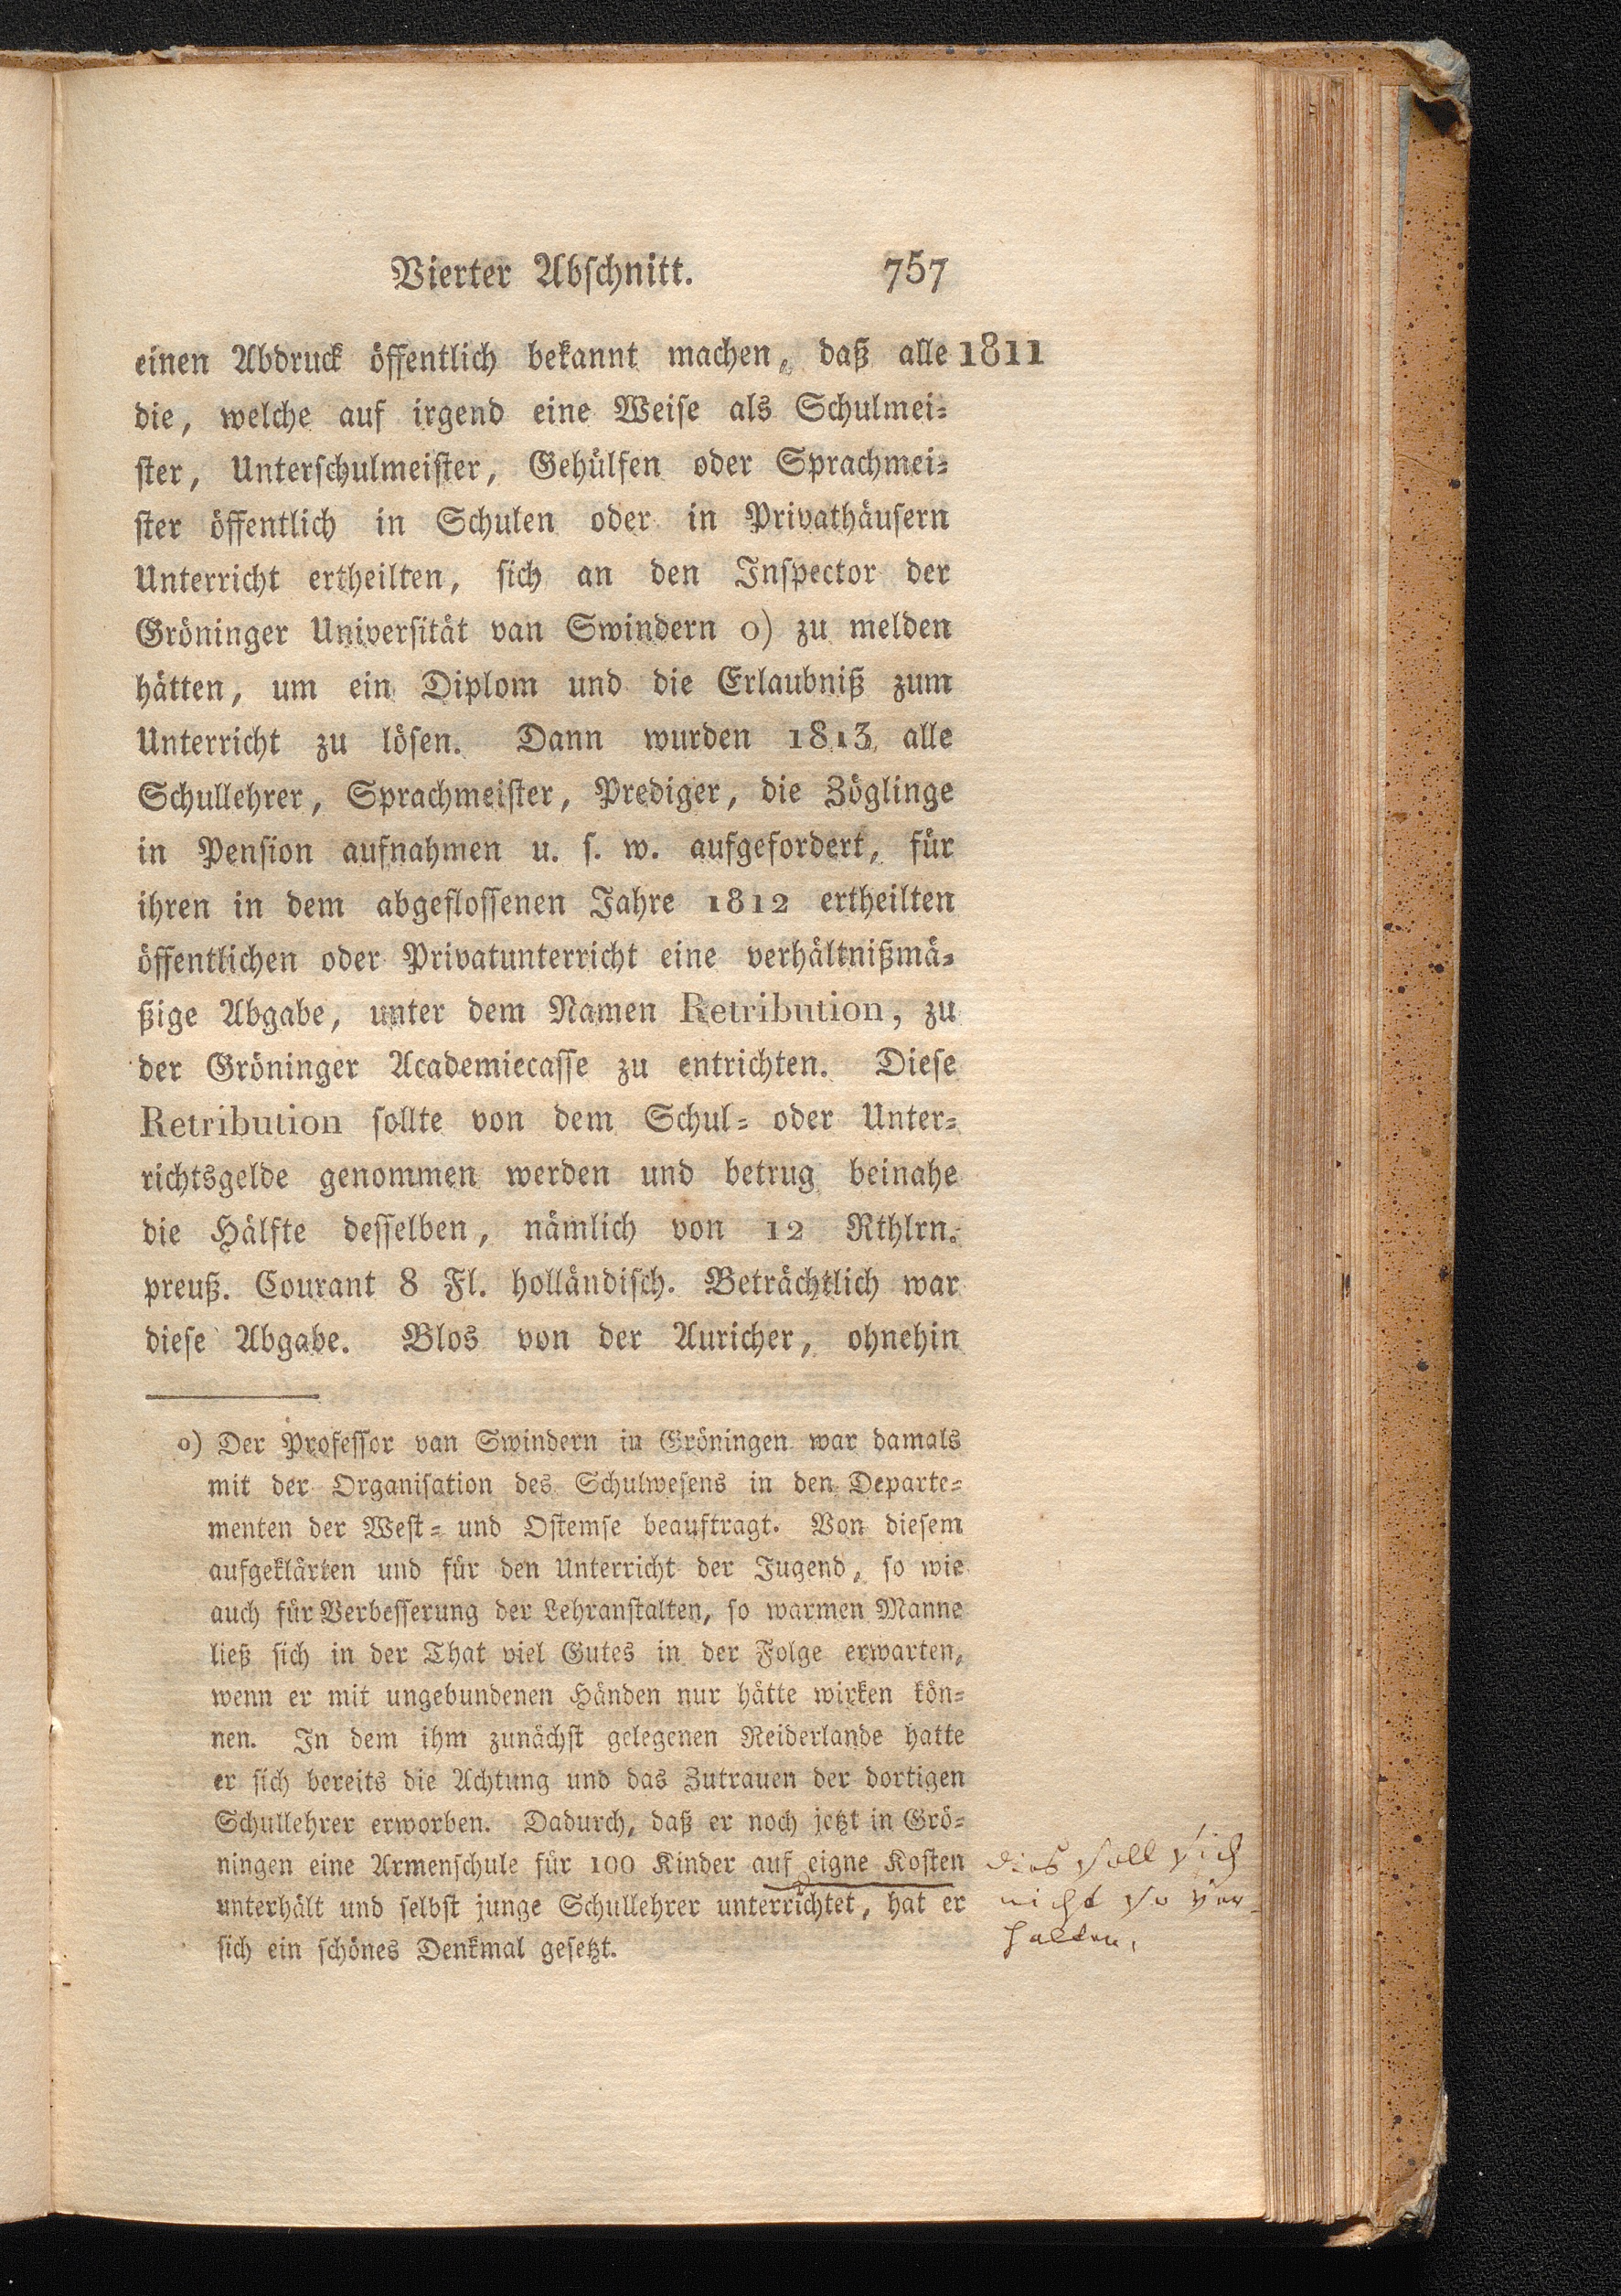 Vierter Abschnitt. 757
einen Abdruck öffentlich bekannt machen, daß alle 1811
die, welche auf irgend eine Weise als Schulmei-
ster, Unterschulmeister, Gehülfen oder Sprachmei-
ster öffentlich in Schulen oder in Privathäusern
Unterricht ertheilten, sich an den Inspector der
Gröninger Universität van Swindern o) zu melden
hätten, um ein Diplom und die Erlaubniß zum
Unterricht zu lösen. Dann wurden 1813 alle
Schullehrer, Sprachmeister, Prediger, die Zöglinge
in Pension aufnahmen u. s. w. aufgefordert, für
ihren in dem abgeflossenen Jahre 1812 ertheilten
öffentlichen oder Privatunterricht eine verhältnißmä-
ßige Abgabe, unter dem Namen Retribution, zu
der Gröninger Academiecasse zu entrichten. Diese
Retribution sollte von dem Schul- oder Unter-
richtsgelde genommen werden und betrug beinahe
die Hälfte desselben, nämlich von 12 Rthlrn.
preuß. Courant 8 Fl. holländisch. Beträchtlich war
diese Abgabe. Blos von der Auricher, ohnehin
o) Der Professor van Swindern in Gröningen war damals
mit der Organisation des Schulwesens in den Departe-
menten der West- und Ostemse beauftragt. Von diesem
aufgeklärten und für den Unterricht der Jugend, so wie
auch für Verbesserung der Lehranstalten, so warmen Manne
ließ sich in der That viel Gutes in der Folge erwarten,
wenn er mit ungebundenen Händen nur hätte wirken kön-
nen. In dem ihm zunächst gelegenen Reiderlande hatte
er sich bereits die Achtung und das Zutrauen der dortigen
Schullehrer erworben. Dadurch, daß er noch jetzt in Grö-
ningen eine Armenschule für 100 Kinder auf eigne Kosten
unterhält und selbst junge Schullehrer unterrichtet, hat er
sich ein schönes Denkmal gesetzt.
dies soll sich
nicht so ver-
halten.